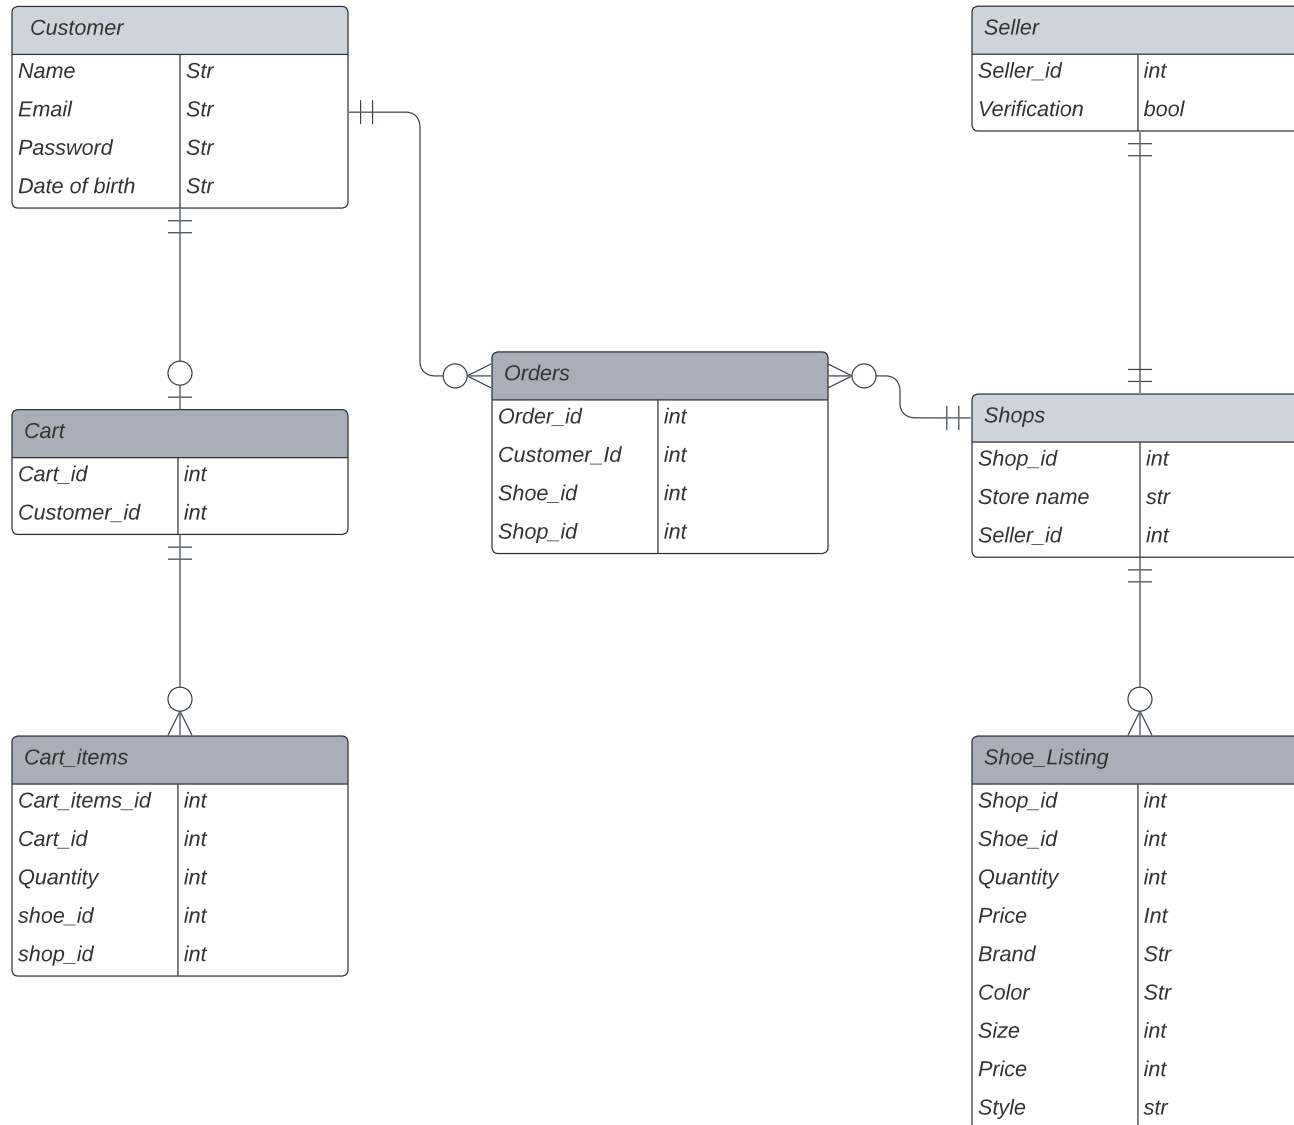 Customer
Name Str
Email Str
Password Str
Date of birth Str
Seller
Seller_id int
Verification bool
Orders
Order_id int
Customer_Id int
Shoe_id int
Shop_id int
Cart
Cart_id int
Customer_id int
Shops
Shop_id int
Store name str
Seller_id int
Cart_items
Cart_items_id int
Cart_id int
Quantity int
shoe_id int
shop_id int
Shoe_Listing
Shop_id int
Shoe_id int
Quantity int
Price Int
Brand Str
Color Str
Size int
Price int
Style str